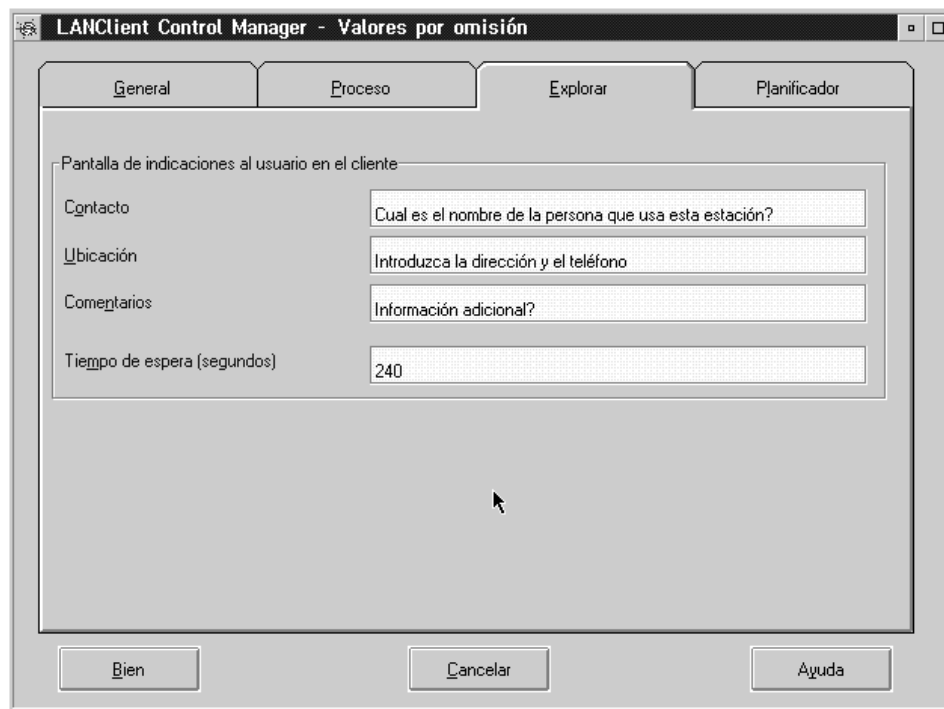 LANClient Control Manager - Valores por omisión
General
Proceso
Explorar
Planificador
Pantalla de indicaciones al usuario en el cliente
Contacto
Cual es el nombre de la persona que usa esta estación?
Ubicación
Introduzca la dirección y el teléfono
Comentarios
Información adicional?
Tiempo de espera (segundos)
240
Bien
Cancelar
Ayuda